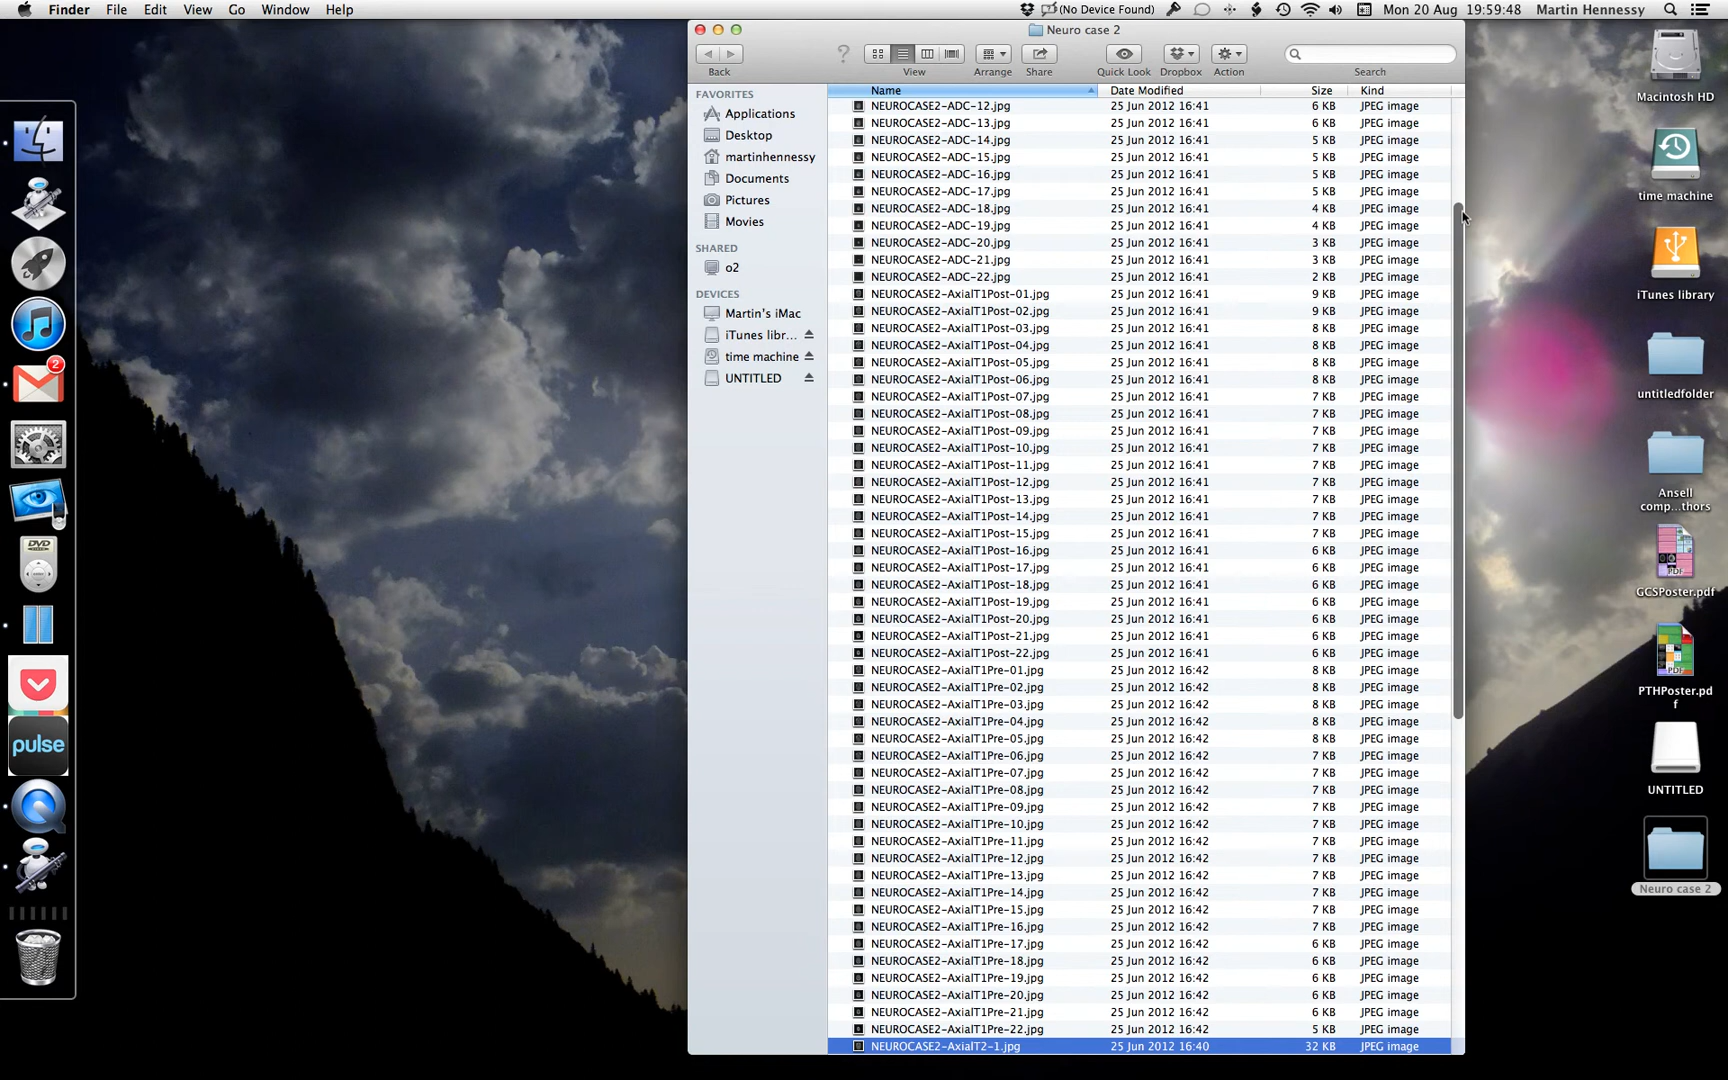 Finder File Edit View Go Window Help
(No Device Found) Mon 20 Aug 19:59:48 Martin Hennessy
Neuro case 2
Back View Arrange Share Quick Look Dropbox Action Search
FAVORITES
Applications
Desktop
martinhennessy
Documents
Pictures
Movies
SHARED
o2
DEVICES
Martin's iMac
iTunes libr...
time machine
UNTITLED
Name Date Modified Size Kind
NEUROCASE2-ADC-12.jpg 25 Jun 2012 16:41 6 KB JPEG image
NEUROCASE2-ADC-13.jpg 25 Jun 2012 16:41 6 KB JPEG image
NEUROCASE2-ADC-14.jpg 25 Jun 2012 16:41 5 KB JPEG image
NEUROCASE2-ADC-15.jpg 25 Jun 2012 16:41 5 KB JPEG image
NEUROCASE2-ADC-16.jpg 25 Jun 2012 16:41 5 KB JPEG image
NEUROCASE2-ADC-17.jpg 25 Jun 2012 16:41 5 KB JPEG image
NEUROCASE2-ADC-18.jpg 25 Jun 2012 16:41 4 KB JPEG image
NEUROCASE2-ADC-19.jpg 25 Jun 2012 16:41 4 KB JPEG image
NEUROCASE2-ADC-20.jpg 25 Jun 2012 16:41 3 KB JPEG image
NEUROCASE2-ADC-21.jpg 25 Jun 2012 16:41 3 KB JPEG image
NEUROCASE2-ADC-22.jpg 25 Jun 2012 16:41 2 KB JPEG image
NEUROCASE2-AxialT1Post-01.jpg 25 Jun 2012 16:41 9 KB JPEG image
NEUROCASE2-AxialT1Post-02.jpg 25 Jun 2012 16:41 9 KB JPEG image
NEUROCASE2-AxialT1Post-03.jpg 25 Jun 2012 16:41 8 KB JPEG image
NEUROCASE2-AxialT1Post-04.jpg 25 Jun 2012 16:41 8 KB JPEG image
NEUROCASE2-AxialT1Post-05.jpg 25 Jun 2012 16:41 8 KB JPEG image
NEUROCASE2-AxialT1Post-06.jpg 25 Jun 2012 16:41 8 KB JPEG image
NEUROCASE2-AxialT1Post-07.jpg 25 Jun 2012 16:41 7 KB JPEG image
NEUROCASE2-AxialT1Post-08.jpg 25 Jun 2012 16:41 7 KB JPEG image
NEUROCASE2-AxialT1Post-09.jpg 25 Jun 2012 16:41 7 KB JPEG image
NEUROCASE2-AxialT1Post-10.jpg 25 Jun 2012 16:41 7 KB JPEG image
NEUROCASE2-AxialT1Post-11.jpg 25 Jun 2012 16:41 7 KB JPEG image
NEUROCASE2-AxialT1Post-12.jpg 25 Jun 2012 16:41 7 KB JPEG image
NEUROCASE2-AxialT1Post-13.jpg 25 Jun 2012 16:41 7 KB JPEG image
NEUROCASE2-AxialT1Post-14.jpg 25 Jun 2012 16:41 7 KB JPEG image
NEUROCASE2-AxialT1Post-15.jpg 25 Jun 2012 16:41 7 KB JPEG image
NEUROCASE2-AxialT1Post-16.jpg 25 Jun 2012 16:41 6 KB JPEG image
NEUROCASE2-AxialT1Post-17.jpg 25 Jun 2012 16:41 6 KB JPEG image
NEUROCASE2-AxialT1Post-18.jpg 25 Jun 2012 16:41 6 KB JPEG image
NEUROCASE2-AxialT1Post-19.jpg 25 Jun 2012 16:41 6 KB JPEG image
NEUROCASE2-AxialT1Post-20.jpg 25 Jun 2012 16:41 6 KB JPEG image
NEUROCASE2-AxialT1Post-21.jpg 25 Jun 2012 16:41 6 KB JPEG image
NEUROCASE2-AxialT1Post-22.jpg 25 Jun 2012 16:41 6 KB JPEG image
NEUROCASE2-AxialT1Pre-01.jpg 25 Jun 2012 16:42 8 KB JPEG image
NEUROCASE2-AxialT1Pre-02.jpg 25 Jun 2012 16:42 8 KB JPEG image
NEUROCASE2-AxialT1Pre-03.jpg 25 Jun 2012 16:42 8 KB JPEG image
NEUROCASE2-AxialT1Pre-04.jpg 25 Jun 2012 16:42 8 KB JPEG image
NEUROCASE2-AxialT1Pre-05.jpg 25 Jun 2012 16:42 8 KB JPEG image
NEUROCASE2-AxialT1Pre-06.jpg 25 Jun 2012 16:42 7 KB JPEG image
NEUROCASE2-AxialT1Pre-07.jpg 25 Jun 2012 16:42 7 KB JPEG image
NEUROCASE2-AxialT1Pre-08.jpg 25 Jun 2012 16:42 7 KB JPEG image
NEUROCASE2-AxialT1Pre-09.jpg 25 Jun 2012 16:42 7 KB JPEG image
NEUROCASE2-AxialT1Pre-10.jpg 25 Jun 2012 16:42 7 KB JPEG image
NEUROCASE2-AxialT1Pre-11.jpg 25 Jun 2012 16:42 7 KB JPEG image
NEUROCASE2-AxialT1Pre-12.jpg 25 Jun 2012 16:42 7 KB JPEG image
NEUROCASE2-AxialT1Pre-13.jpg 25 Jun 2012 16:42 7 KB JPEG image
NEUROCASE2-AxialT1Pre-14.jpg 25 Jun 2012 16:42 7 KB JPEG image
NEUROCASE2-AxialT1Pre-15.jpg 25 Jun 2012 16:42 7 KB JPEG image
NEUROCASE2-AxialT1Pre-16.jpg 25 Jun 2012 16:42 7 KB JPEG image
NEUROCASE2-AxialT1Pre-17.jpg 25 Jun 2012 16:42 6 KB JPEG image
NEUROCASE2-AxialT1Pre-18.jpg 25 Jun 2012 16:42 6 KB JPEG image
NEUROCASE2-AxialT1Pre-19.jpg 25 Jun 2012 16:42 6 KB JPEG image
NEUROCASE2-AxialT1Pre-20.jpg 25 Jun 2012 16:42 6 KB JPEG image
NEUROCASE2-AxialT1Pre-21.jpg 25 Jun 2012 16:42 6 KB JPEG image
NEUROCASE2-AxialT1Pre-22.jpg 25 Jun 2012 16:42 5 KB JPEG image
NEUROCASE2-AxialT2-1.jpg 25 Jun 2012 16:40 32 KB JPEG image
Macintosh HD
time machine
iTunes library
untitledfolder
Ansell
comp...thors
PDF
GCSPoster.pdf
PDF
PTHPoster.pd
f
UNTITLED
Neuro case 2
2
DVD
pulse